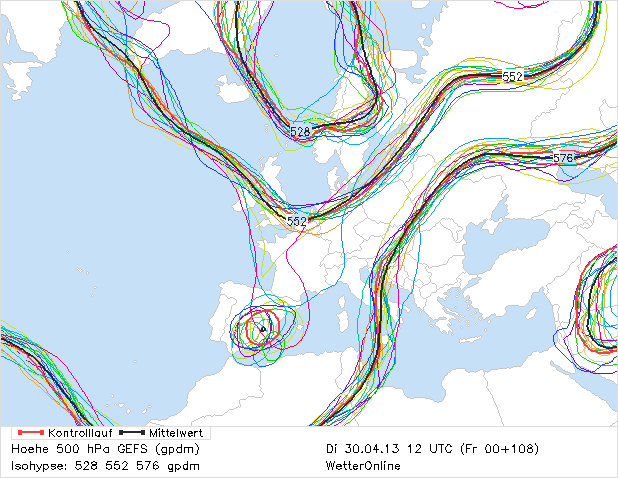 528
552
552
576
Kontrolllauf Mittelwert
Hoehe 500 hPa GEFS (gpdm) Di 30.04.13 12 UTC (Fr 00+108)
Isohypse: 528 552 576 gpdm WetterOnline